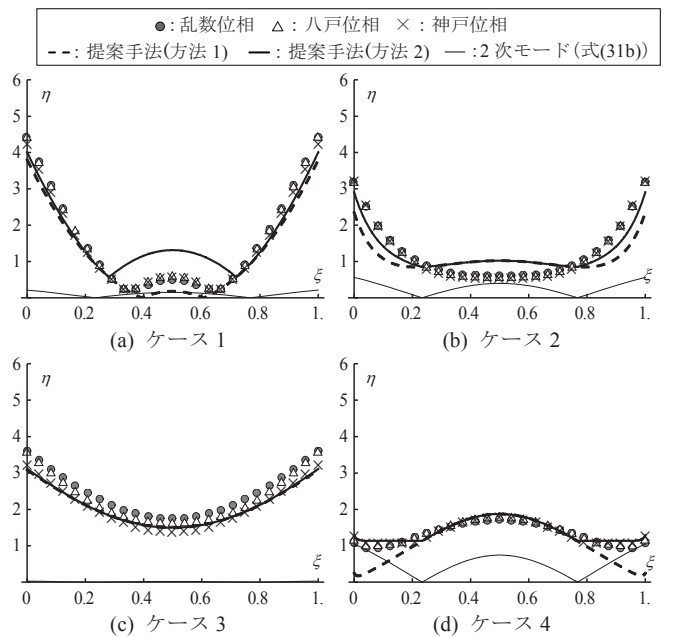 ●: 乱数位相 △: 八戸位相 ×: 神戸位相
: 提案手法(方法 1) : 提案手法(方法 2) : 2 次モード(式(31b))
6 η 6 η
5 5
4 4
3 3
2 2
1 ξ 1 ξ
0 0.2 0.4 0.6 0.8 1. 0 0.2 0.4 0.6 0.8 1.
(a) ケース 1 (b) ケース 2
6 η 6 η
5 5
4 4
3 3
2 2
1 ξ 1 ξ
0 0.2 0.4 0.6 0.8 1. 0 0.2 0.4 0.6 0.8 1.
(c) ケース 3 (d) ケース 4